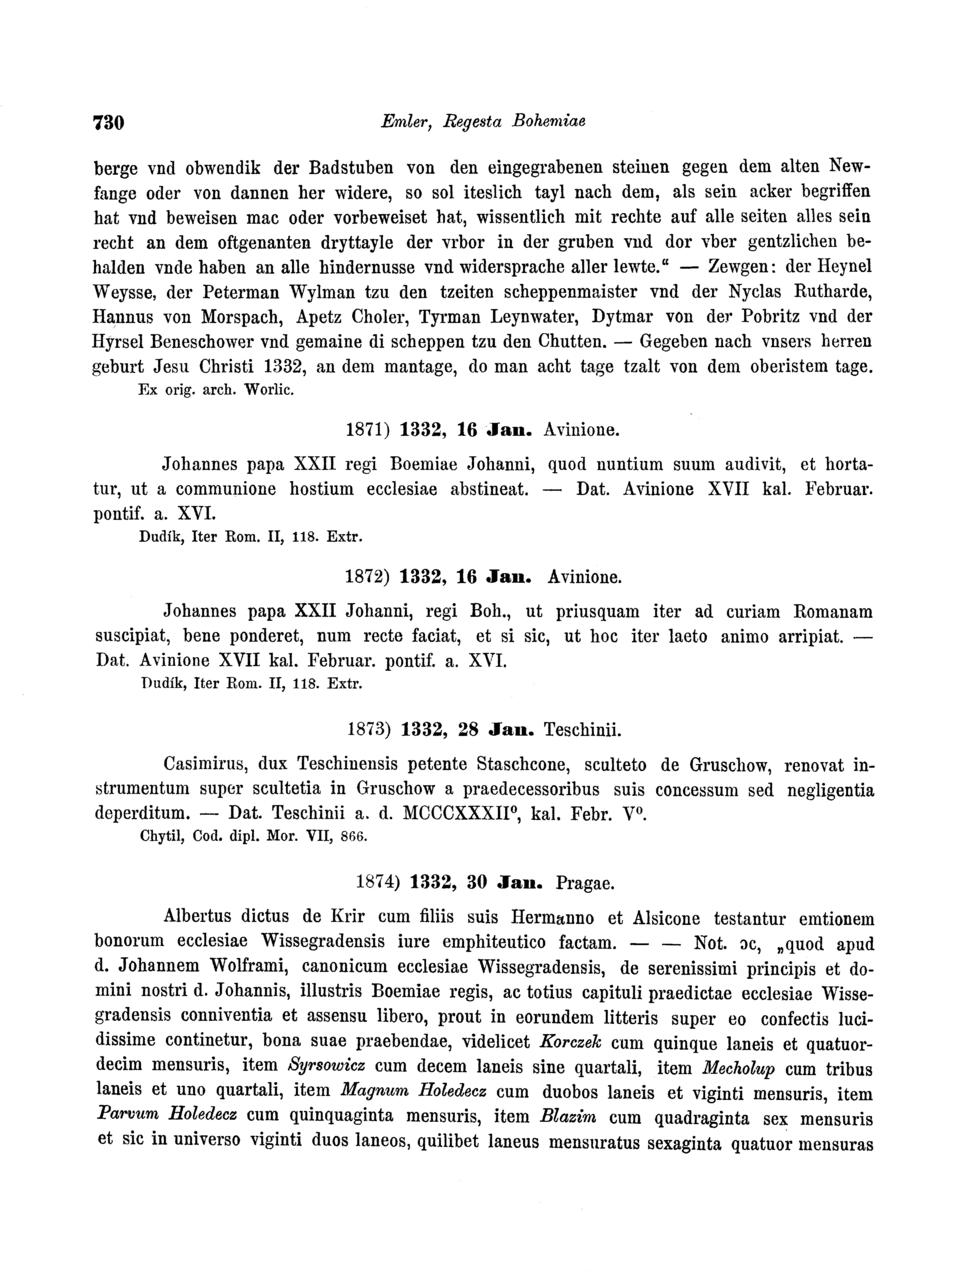 730 Emler, Regesta Bohemiae
berge vnd obwendik der Badstuben von den eingegrabenen steinen gegen dem alten New-
fange oder von dannen her widere, so sol iteslich tayl nach dem, als sein acker begriffen
hat vnd beweisen mac oder vorbeweiset hat, wissentlich mit rechte auf alle seiten alles sein
recht an dem oftgenanten dryttayle der vrbor in der gruben vnd dor vber gentzlichen be-
halden vnde haben an alle hindernusse vnd widersprache aller lewte.“ — Zewgen: der Heynel
Weysse, der Peterman Wylman tzu den tzeiten scheppenmaister vnd der Nyclas Rutharde,
Hannus von Morspach, Apetz Choler, Tyrman Leynwater, Dytmar von der Pobritz vnd der
Hyrsel Beneschower vnd gemaine di scheppen tzu den Chutten. — Gegeben nach vnsers herren
geburt Jesu Christi 1332, an dem mantage, do man acht tage tzalt von dem oberistem tage.
Ex orig. arch. Worlic.
1871) 1332, 16 Jan. Avinione.
Johannes papa XXII regi Boemiae Johanni, quod nuntium suum audivit, et horta-
tur, ut a communione hostium ecclesiae abstineat. — Dat. Avinione XVII kal. Februar.
pontif. a. XVI.
Dudík, Iter Rom. II, 118. Extr.
1872) 1332, 16 Jan. Avinione.
Johannes papa XXII Johanni, regi Boh., ut priusquam iter ad curiam Romanam
suscipiat, bene ponderet, num recte faciat, et si sic, ut hoc iter laeto animo arripiat. —
Dat. Avinione XVII kal. Februar. pontif. a. XVI.
Dudík, Iter Rom. II, 118. Extr.
1873) 1332, 28 Jan. Teschinii.
Casimirus, dux Teschinensis petente Staschcone, sculteto de Gruschow, renovat in-
strumentum super scultetia in Gruschow a praedecessoribus suis concessum sed negligentia
deperditum. — Dat. Teschinii a. d. MCCCXXXII⁰, kal. Febr. V⁰.
Chytil, Cod. dipl. Mor. VII, 866.
1874) 1332, 30 Jan. Pragae.
Albertus dictus de Krir cum filiis suis Hermanno et Alsicone testantur emtionem
bonorum ecclesiae Wissegradensis iure emphiteutico factam. — — Not. ɔc, „quod apud
d. Johannem Wolframi, canonicum ecclesiae Wissegradensis, de serenissimi principis et do-
mini nostri d. Johannis, illustris Boemiae regis, ac totius capituli praedictae ecclesiae Wisse-
gradensis conniventia et assensu libero, prout in eorundem litteris super eo confectis luci-
dissime continetur, bona suae praebendae, videlicet Korczek cum quinque laneis et quatuor-
decim mensuris, item Syrsowicz cum decem laneis sine quartali, item Mecholup cum tribus
laneis et uno quartali, item Magnum Holedecz cum duobos laneis et viginti mensuris, item
Parvum Holedecz cum quinquaginta mensuris, item Blazim cum quadraginta sex mensuris
et sic in universo viginti duos laneos, quilibet laneus mensuratus sexaginta quatuor mensuras